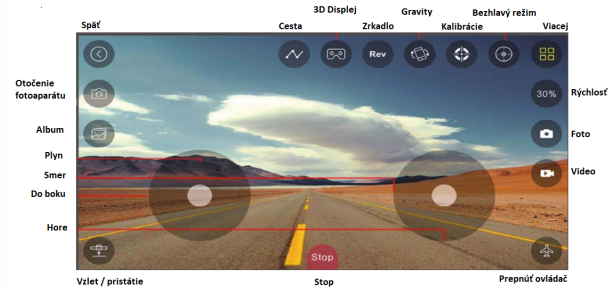 3D Displej
Gravity
Bezhlavý režim
Späť
Cesta
Zrkadlo
Kalibrácie
Viacej
Rev
Otočenie
fotoaparátu
30%
Rýchlosť
Album
Foto
Plyn
Smer
Video
Do boku
Hore
Stop
Vzlet / pristátie
Stop
Prepnúť ovládač